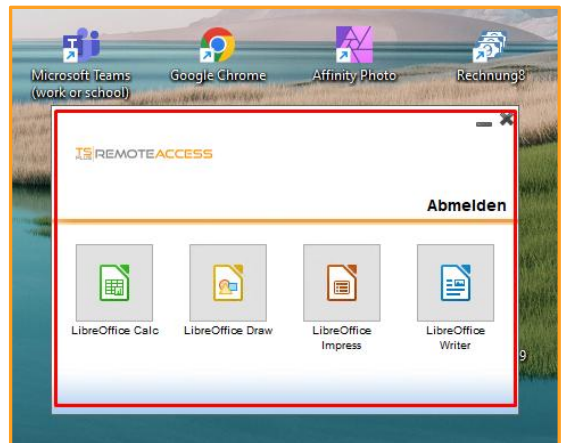 Microsoft Teams
(work or school)
Google Chrome
Affinity Photo
Rechnung8
REMOTEACCESS
Abmelden
LibreOffice Calc
LibreOffice Draw
LibreOffice
Impress
LibreOffice
Writer
9